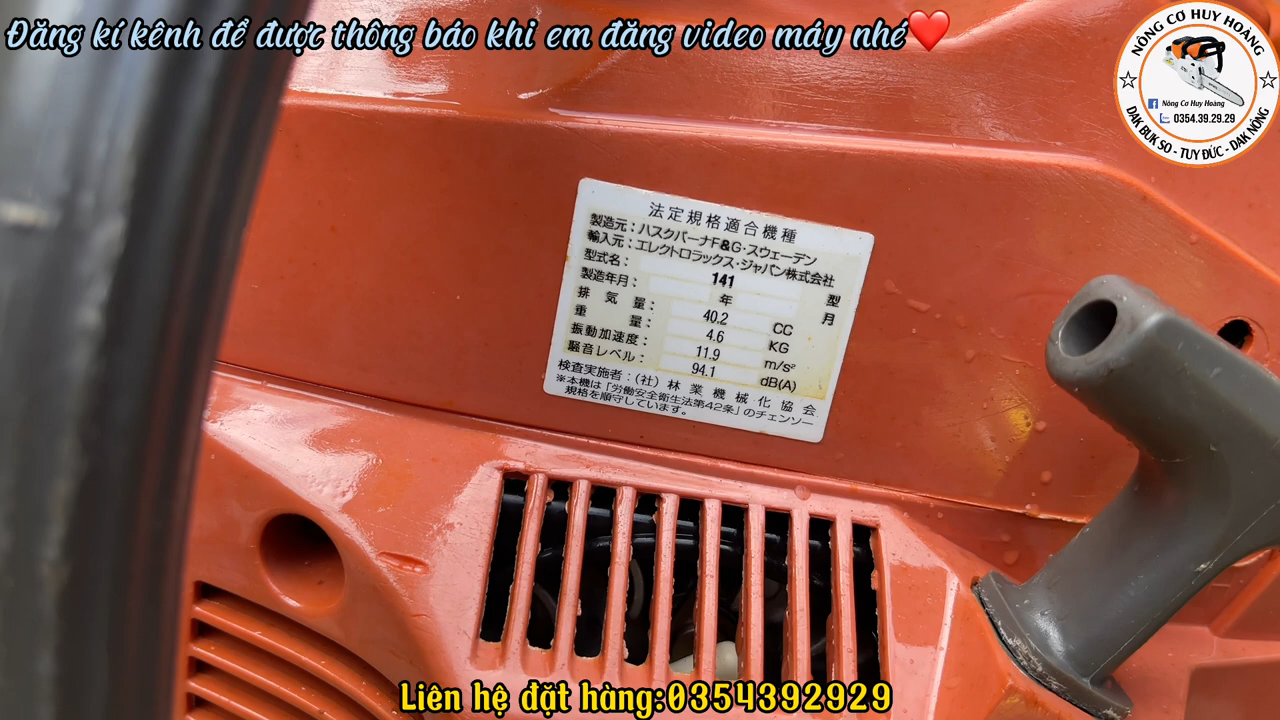 Đăng kí kênh để được thông báo khi em đăng video máy nhé❤️
NÔNG CƠ HUY HOÀNG
Nông Cơ Huy Hoàng
0354.39.29.29
DAK BUK SO - TUY ĐỨC - DAK NÔNG
法定規格適合機種
製造元：ハスクバーナF&G・スウェーデン
輸入元：エレクトロラックス・ジャパン株式会社
型式名： 141 型
製造年月： 年 月
排気量： 40.2 CC
重量： 4.6 KG
振動加速度： 11.9 m/s²
騒音レベル： 94.1 dB(A)
検査実施者：（社）林業機械化協会
※本機は「労働安全衛生法第42条」のチェンソー
規格を順守しています。
Liên hệ đặt hàng:0354392929